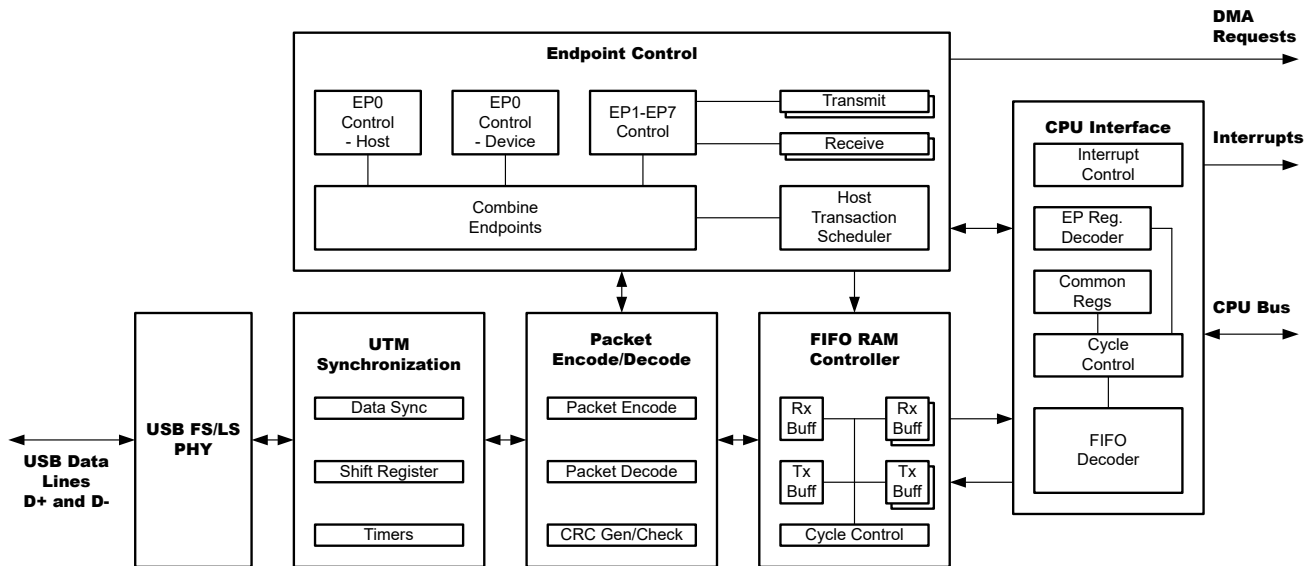 DMA
Requests
Endpoint Control
EP0
Control
- Host
EP0
Control
- Device
EP1-EP7
Control
Transmit
Receive
Combine
Endpoints
Host
Transaction
Scheduler
CPU Interface
Interrupt
Control
EP Reg.
Decoder
Common
Regs
Cycle
Control
FIFO
Decoder
Interrupts
CPU Bus
USB Data
Lines
D+ and D-
USB FS/LS
PHY
UTM
Synchronization
Data Sync
Shift Register
Timers
Packet
Encode/Decode
Packet Encode
Packet Decode
CRC Gen/Check
FIFO RAM
Controller
Rx
Buff
Rx
Buff
Tx
Buff
Tx
Buff
Cycle Control